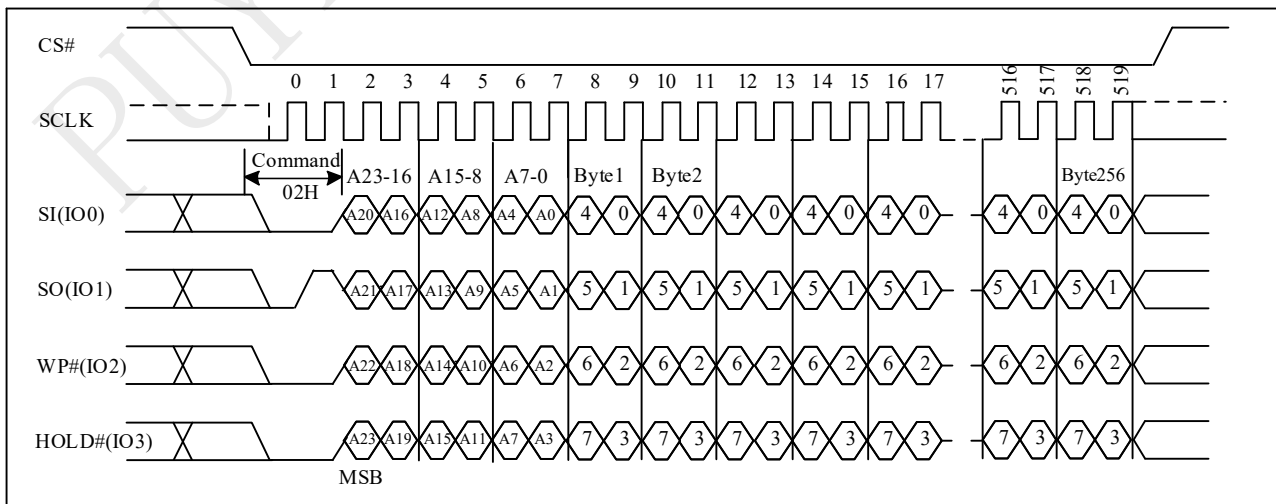 PUY
CS#
0 1 2 3 4 5 6 7 8 9 10 11 12 13 14 15 16 17 516 517 518 519
SCLK
Command
02H
A23-16 A15-8 A7-0 Byte1 Byte2 Byte256
SI(IO0) A20 A16 A12 A8 A4 A0 4 0 4 0 4 0 4 0 4 0 4 0 4 0
SO(IO1) A21 A17 A13 A9 A5 A1 5 1 5 1 5 1 5 1 5 1 5 1 5 1
WP#(IO2) A22 A18 A14 A10 A6 A2 6 2 6 2 6 2 6 2 6 2 6 2 6 2
HOLD#(IO3) A23 A19 A15 A11 A7 A3 7 3 7 3 7 3 7 3 7 3 7 3 7 3
MSB